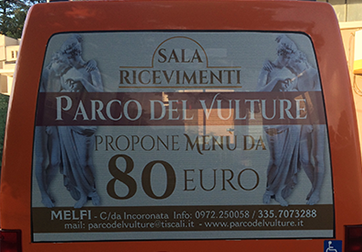 SALA
RICEVIMENTI
PARCO DEL VULTURE
PROPONE MENÙ DA
80 EURO
MELFI - C/da Incoronata Info: 0972.250058 / 335.7073288
mail: parcodelvulture@tiscali.it - www.parcodelvulture.it